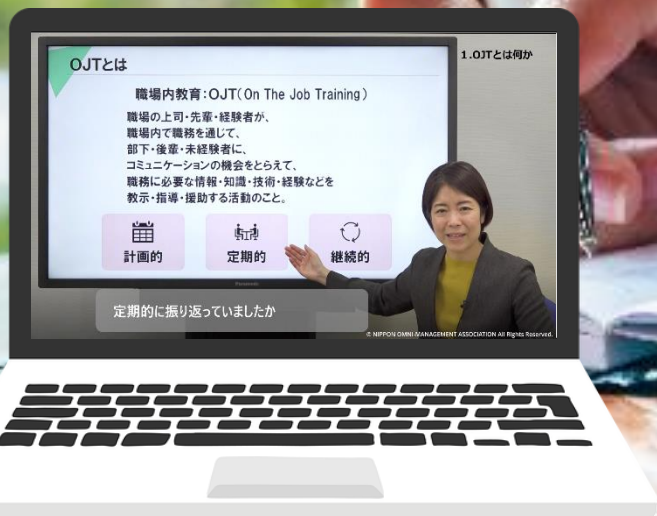 OJTとは
1.OJTとは何か
職場内教育:OJT(On The Job Training)
職場の上司・先輩・経験者が、
職場内で職務を通じて、
部下・後輩・未経験者に、
コミュニケーションの機会をとらえて、
職務に必要な情報・知識・技術・経験などを
教示・指導・援助する活動のこと。
計画的
定期的
継続的
Panasonic
定期的に振り返っていましたか
© NIPPON OMNI-MANAGEMENT ASSOCIATION All Rights Reserved.